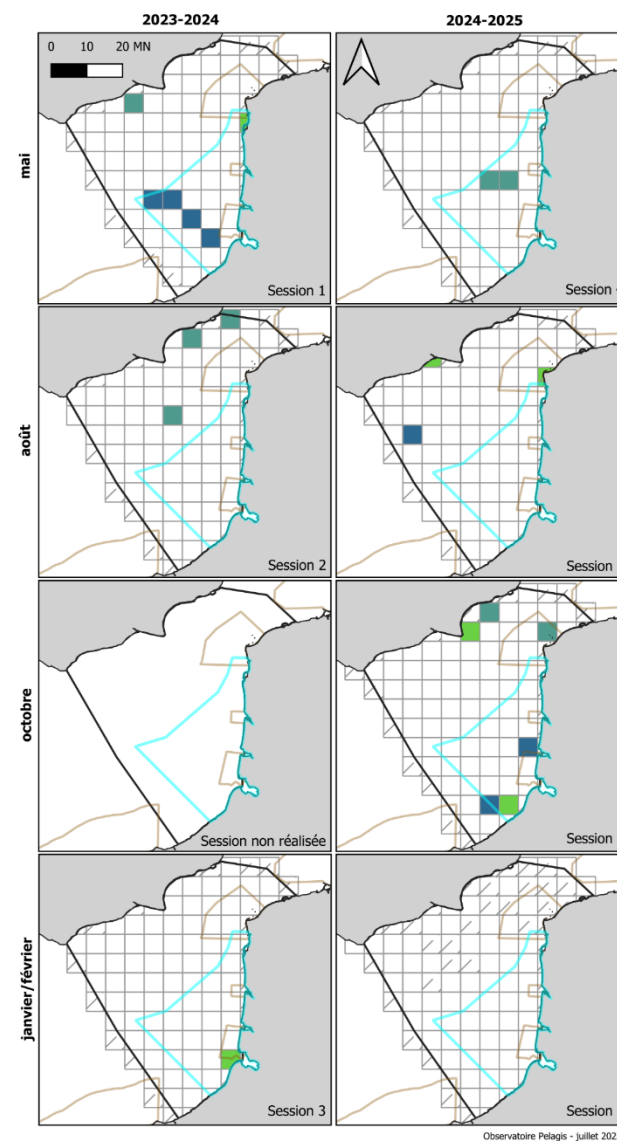 2023-2024
2024-2025
0 10 20 MN
mai
Session 1
Session
août
Session 2
Session
octobre
Session non réalisée
Session
janvier/février
Session 3
Session
Observatoire Pelagis - juillet 202